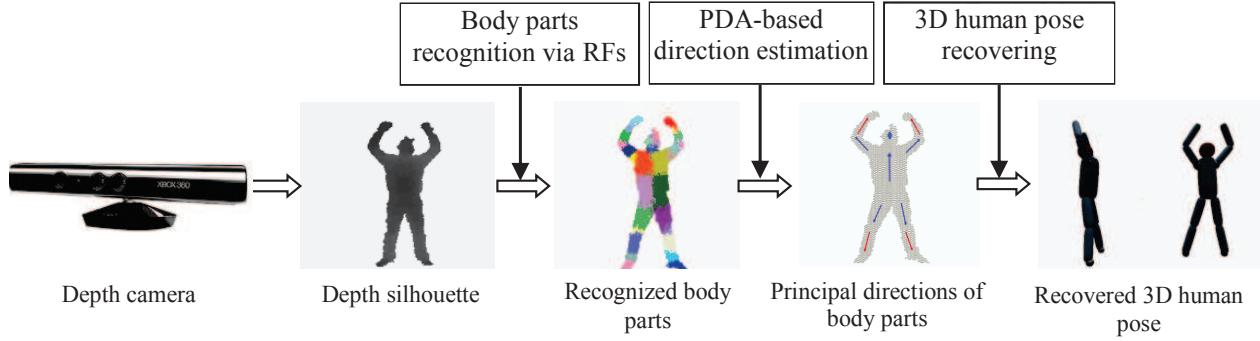 Body parts
recognition via RFs
PDA-based
direction estimation
3D human pose
recovering
XBOX 360
Depth camera
Depth silhouette
Recognized body
parts
Principal directions of
body parts
Recovered 3D human
pose